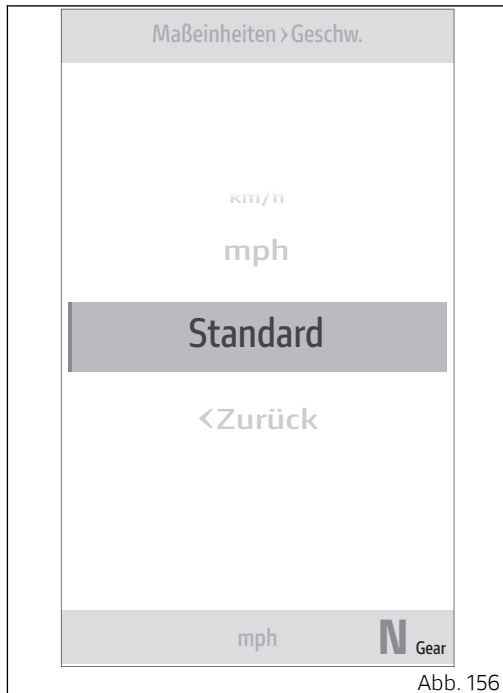 Maßeinheiten > Geschw.
km/h
mph
Standard
<Zurück
mph
N Gear
Abb. 156